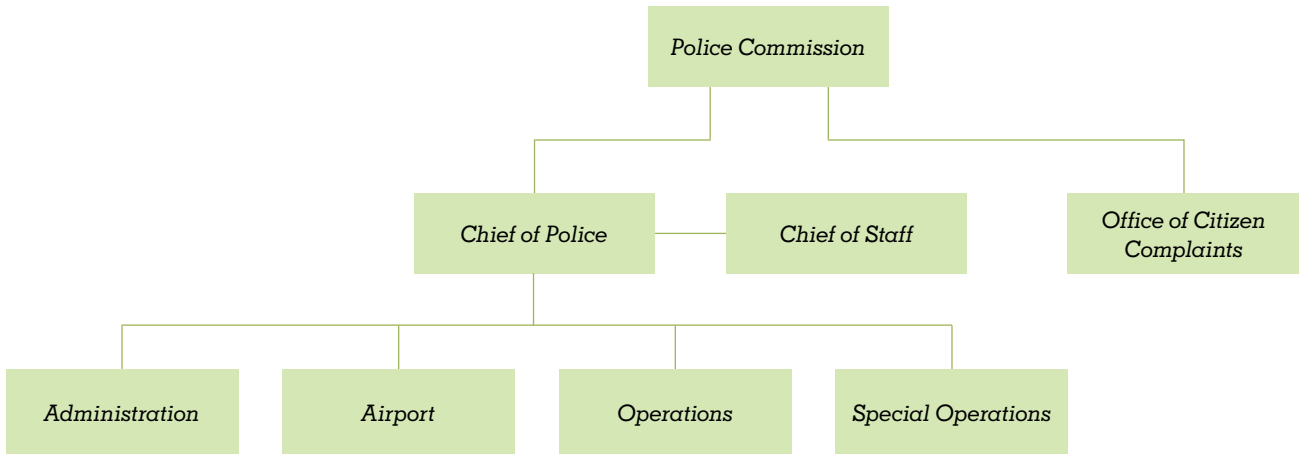 Police Commission
Chief of Police
Chief of Staff
Office of Citizen
Complaints
Administration
Airport
Operations
Special Operations